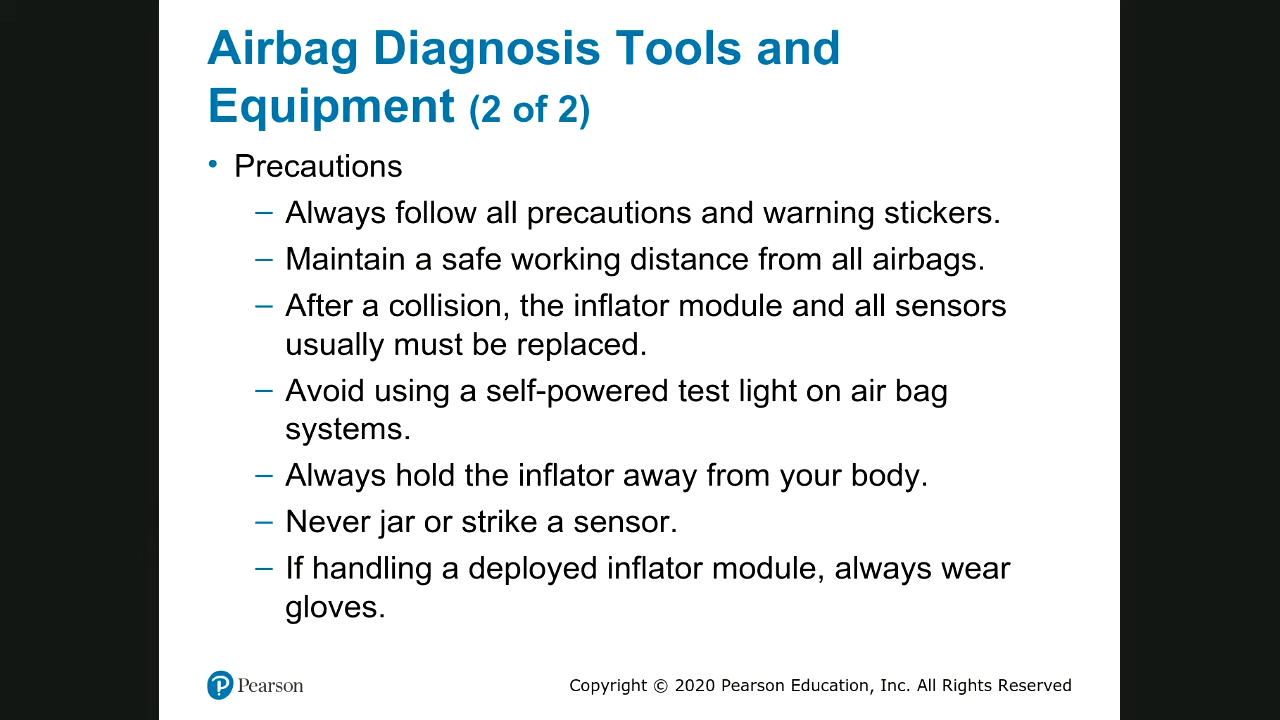 Airbag Diagnosis Tools and
Equipment (2 of 2)
• Precautions
– Always follow all precautions and warning stickers.
– Maintain a safe working distance from all airbags.
– After a collision, the inflator module and all sensors
usually must be replaced.
– Avoid using a self-powered test light on air bag
systems.
– Always hold the inflator away from your body.
– Never jar or strike a sensor.
– If handling a deployed inflator module, always wear
gloves.
P Pearson
Copyright © 2020 Pearson Education, Inc. All Rights Reserved